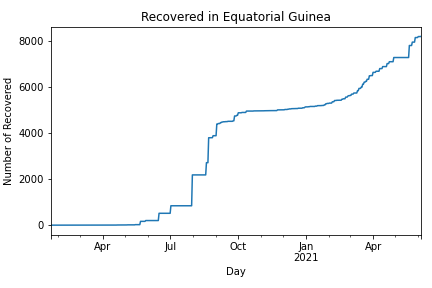 Recovered in Equatorial Guinea
Number of Recovered
8000
6000
4000
2000
0
Apr Jul Oct Jan Apr
2021
Day